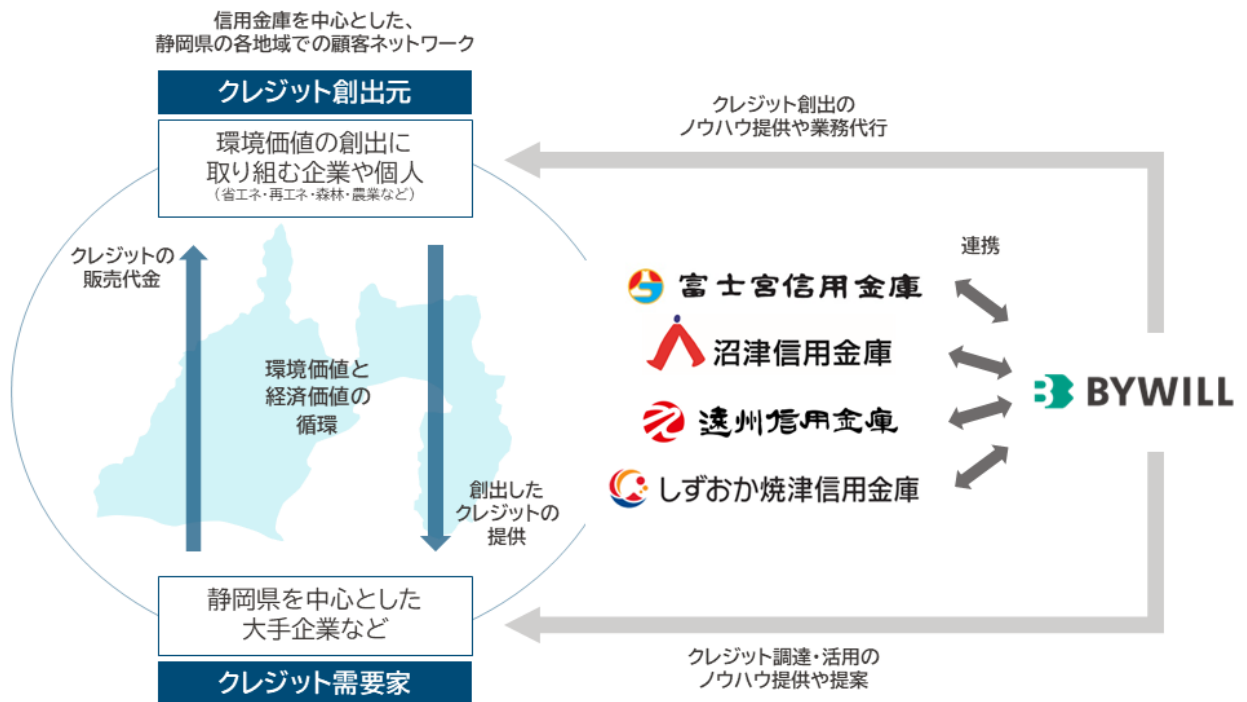 信用金庫を中心とした、
静岡県の各地域での顧客ネットワーク
クレジット創出元
環境価値の創出に
取り組む企業や個人
（省エネ・再エネ・森林・農業など）
クレジットの
販売代金
環境価値と
経済価値の
循環
創出した
クレジットの
提供
静岡県を中心とした
大手企業など
クレジット需要家
クレジット創出の
ノウハウ提供や業務代行
連携
富士宮信用金庫
沼津信用金庫
遠州信用金庫
しずおか焼津信用金庫
BYWILL
クレジット調達・活用の
ノウハウ提供や提案